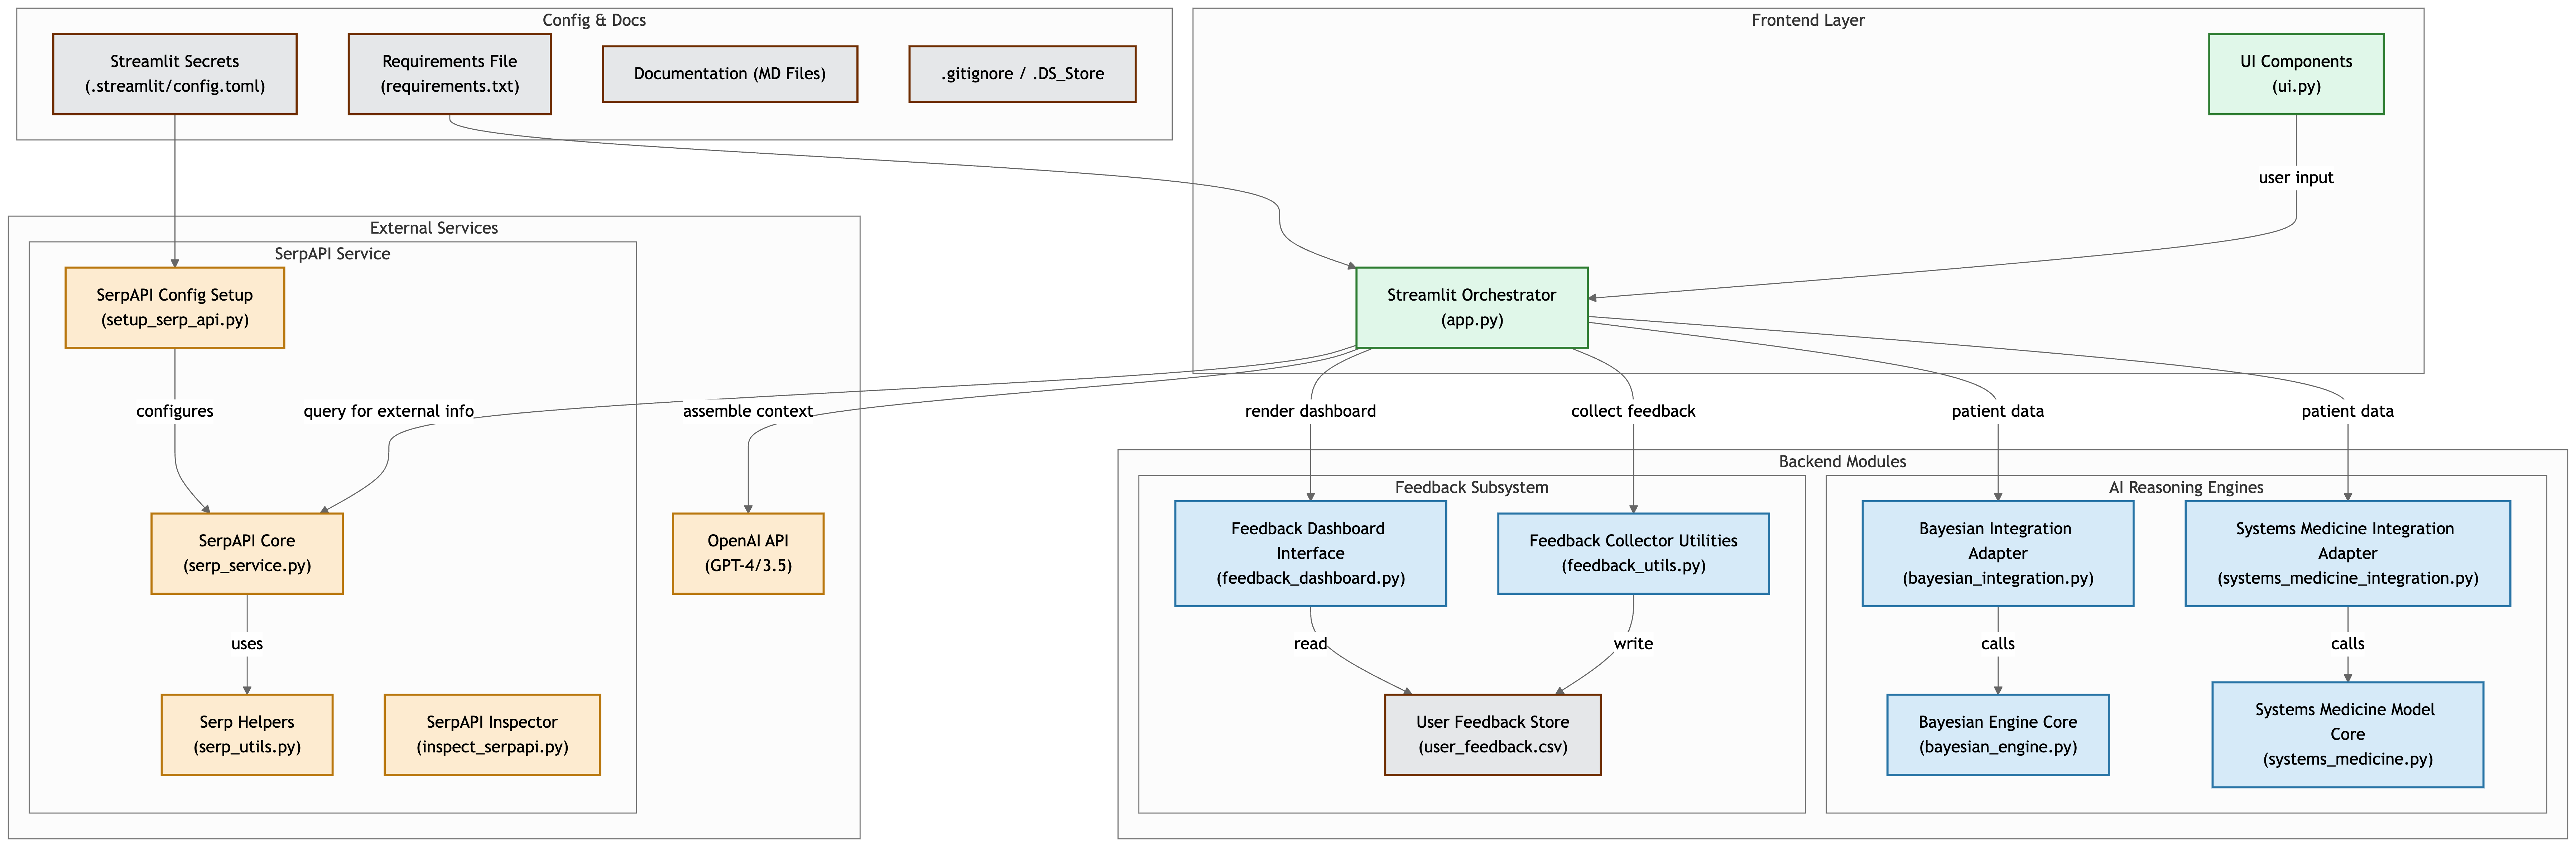 Config & Docs
Streamlit Secrets
(.streamlit/config.toml)
Requirements File
(requirements.txt)
Documentation (MD Files)
.gitignore / .DS_Store
Frontend Layer
UI Components
(ui.py)
user input
Streamlit Orchestrator
(app.py)
External Services
SerpAPI Service
SerpAPI Config Setup
(setup_serp_api.py)
configures
query for external info
assemble context
render dashboard
collect feedback
patient data
patient data
SerpAPI Core
(serp_service.py)
OpenAI API
(GPT-4/3.5)
uses
Serp Helpers
(serp_utils.py)
SerpAPI Inspector
(inspect_serpapi.py)
Backend Modules
Feedback Subsystem
Feedback Dashboard
Interface
(feedback_dashboard.py)
Feedback Collector Utilities
(feedback_utils.py)
read
write
User Feedback Store
(user_feedback.csv)
AI Reasoning Engines
Bayesian Integration
Adapter
(bayesian_integration.py)
Systems Medicine Integration
Adapter
(systems_medicine_integration.py)
calls
calls
Bayesian Engine Core
(bayesian_engine.py)
Systems Medicine Model
Core
(systems_medicine.py)